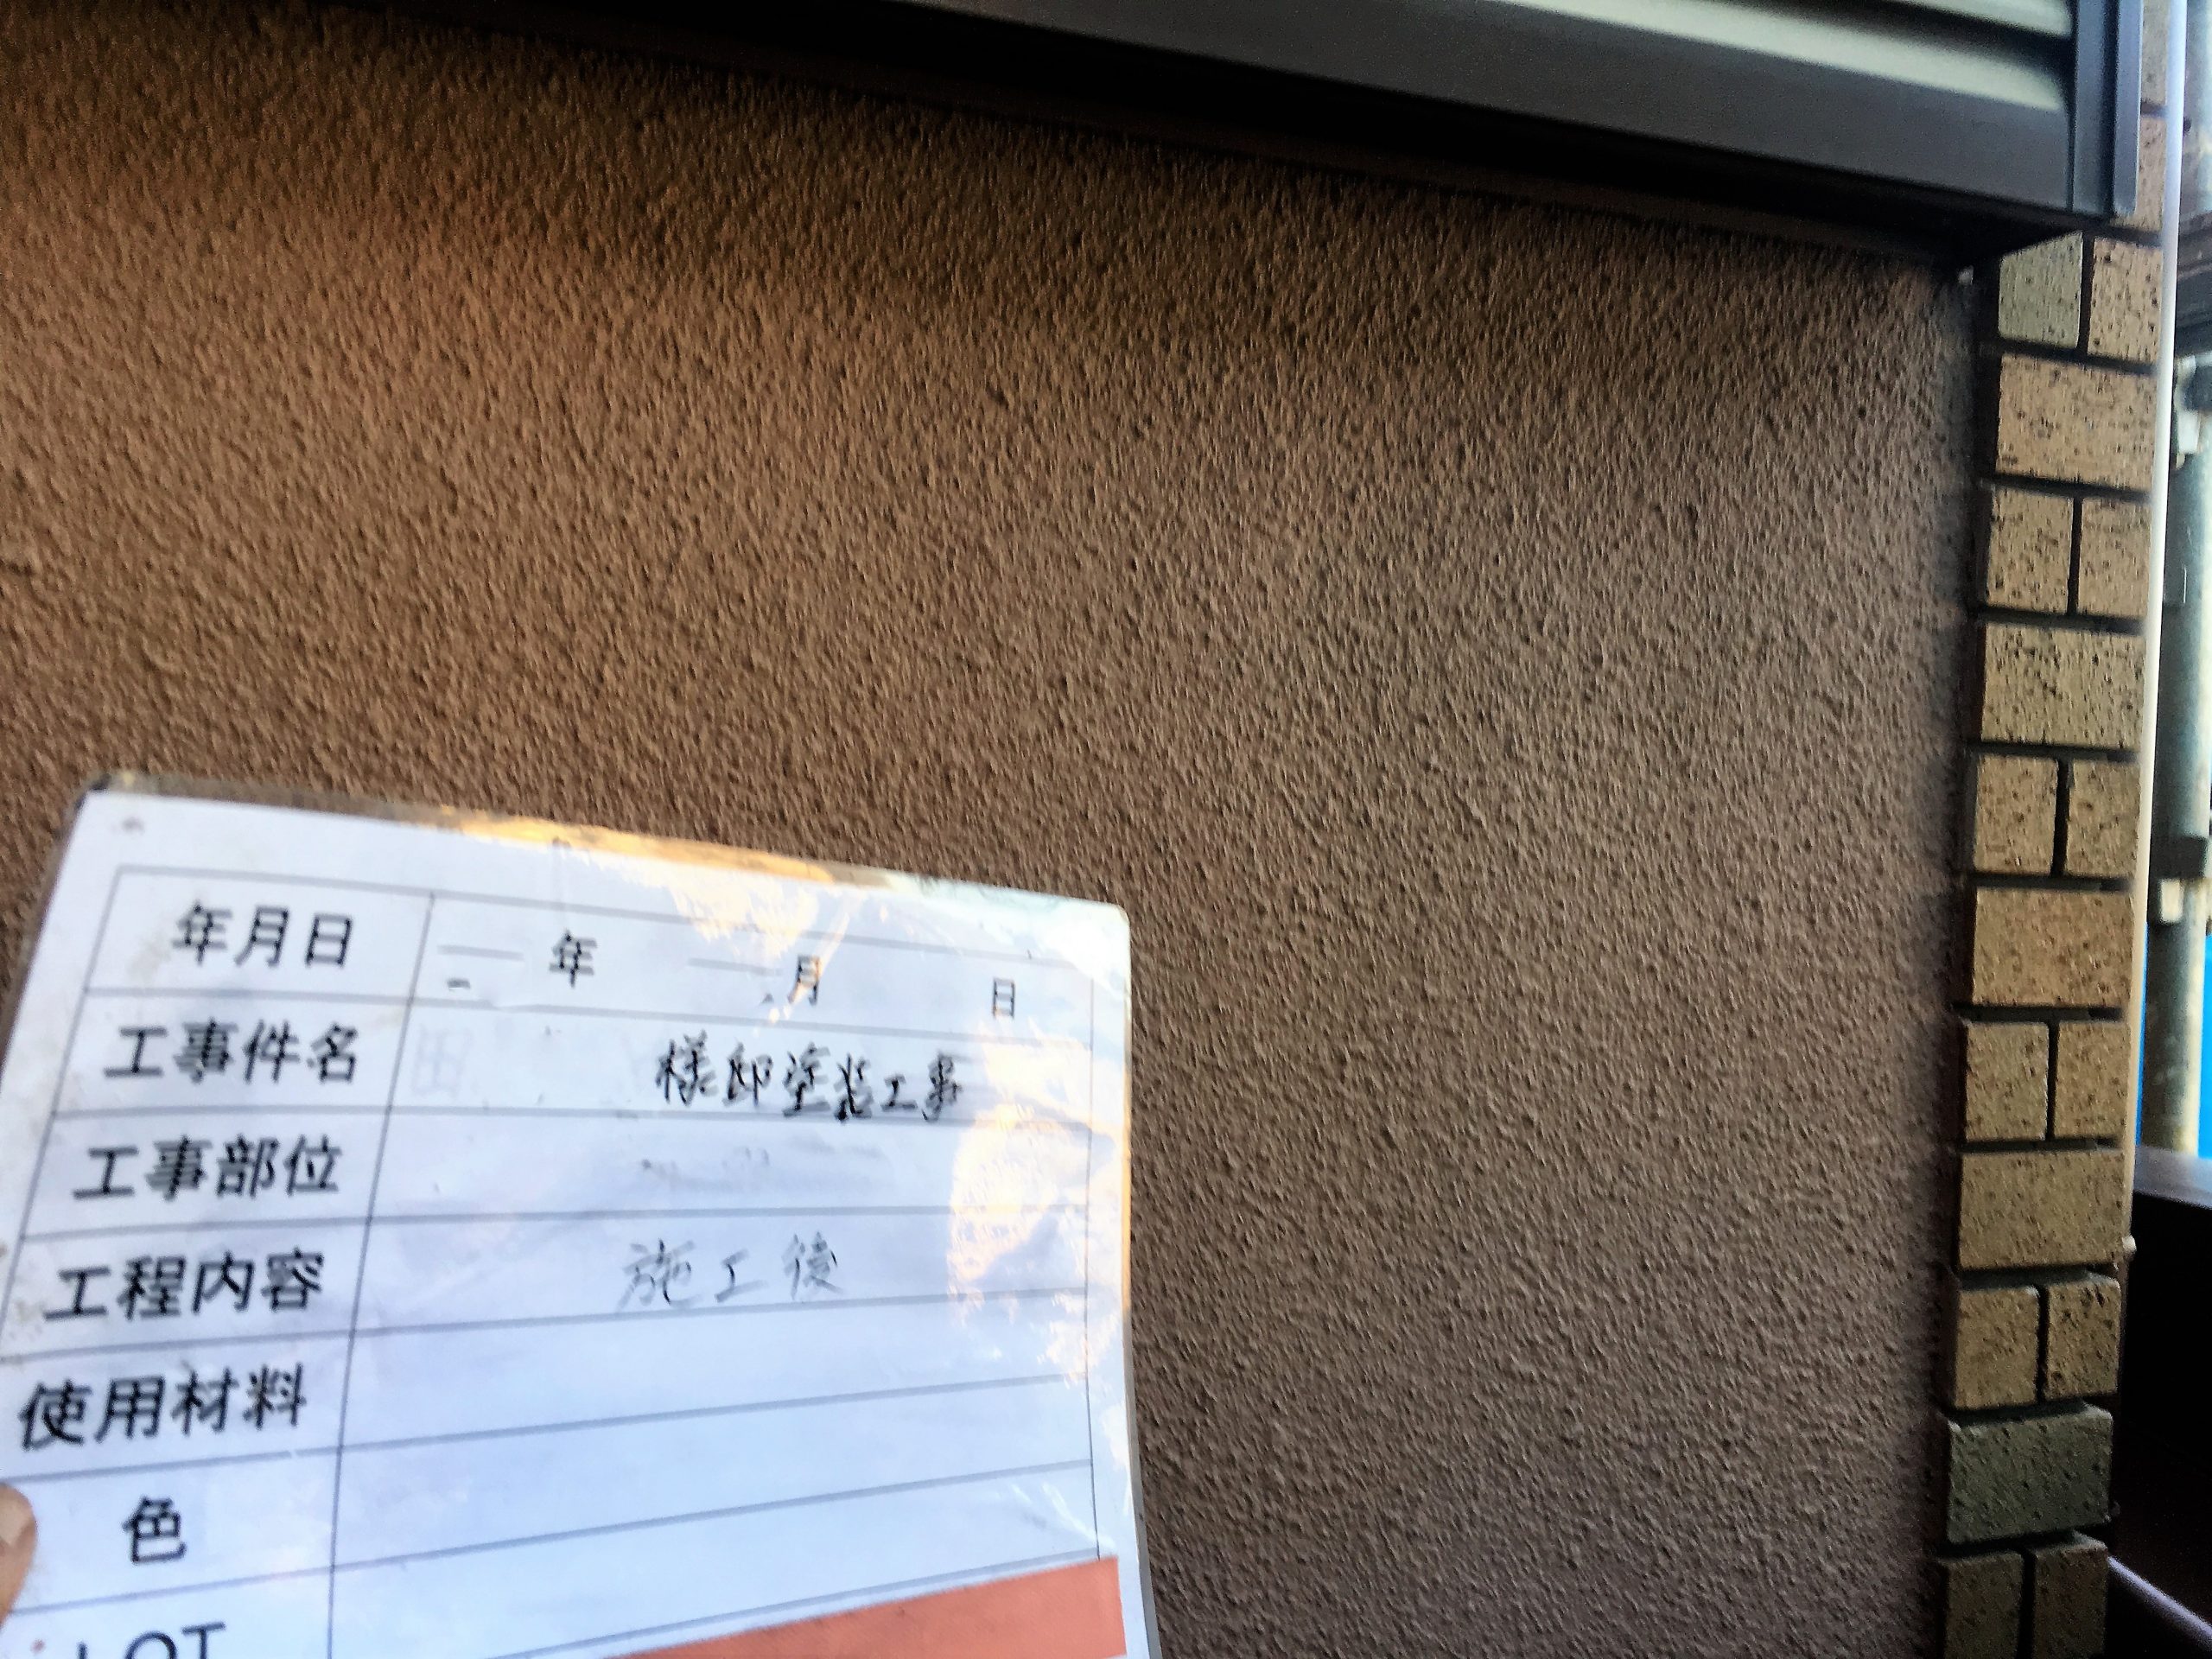 年月日 年 月 日
工事件名 様邸塗装工事
工事部位
工程内容 施工後
使用材料
色
LOT